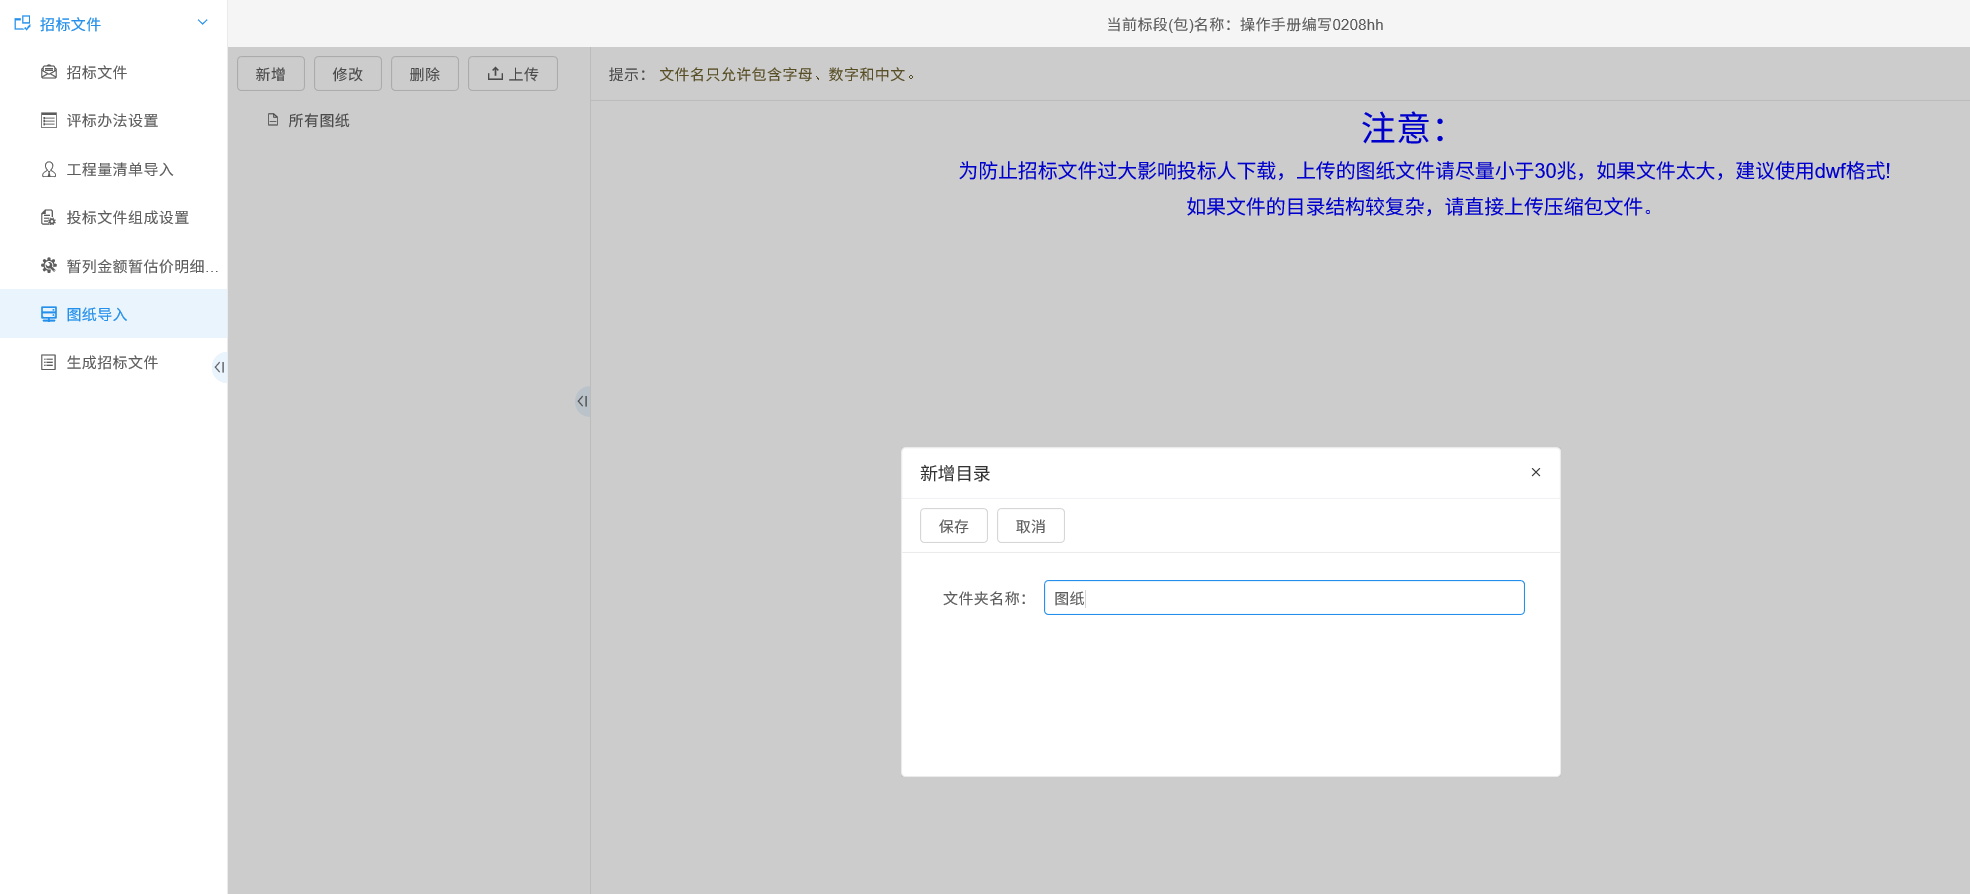 招标文件
招标文件
评标办法设置
工程量清单导入
投标文件组成设置
暂列金额暂估价明细...
图纸导入
生成招标文件
当前标段(包)名称：操作手册编写0208hh
新增 修改 删除 上传
所有图纸
提示： 文件名只允许包含字母、数字和中文。
注意：
为防止招标文件过大影响投标人下载，上传的图纸文件请尽量小于30兆，如果文件太大，建议使用dwf格式!
如果文件的目录结构较复杂，请直接上传压缩包文件。
新增目录
保存 取消
文件夹名称： 图纸